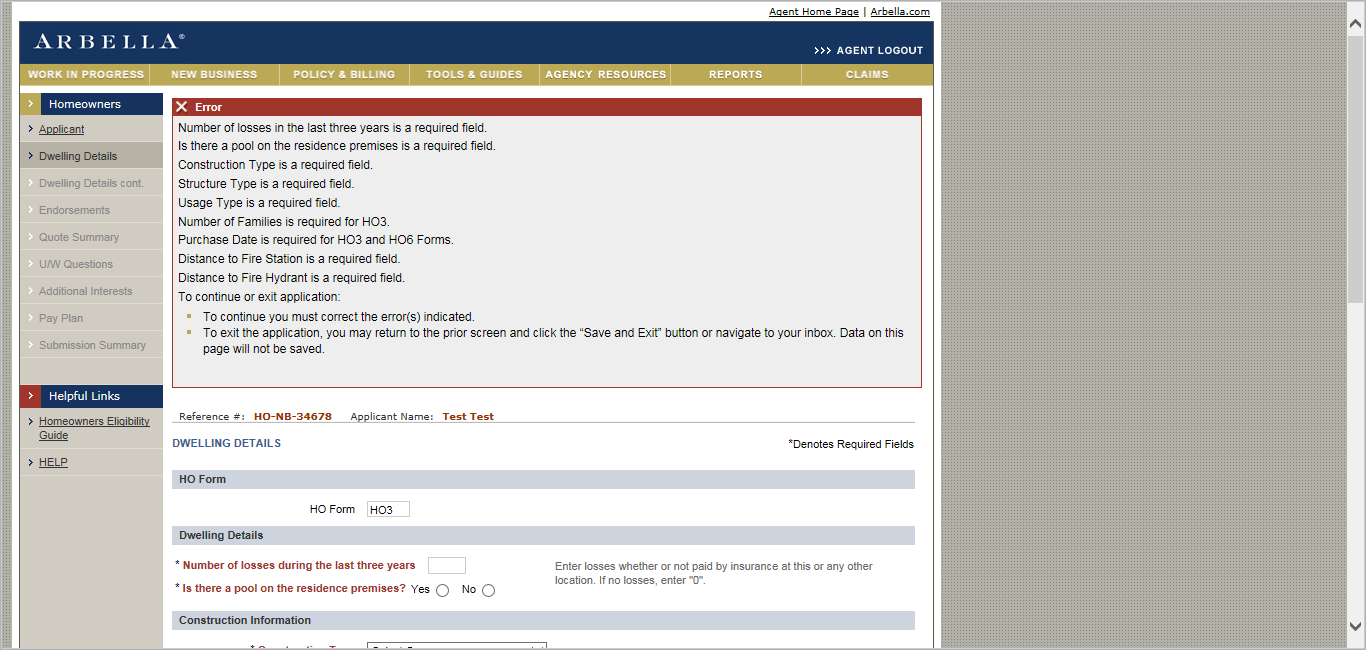 Agent Home Page | Arbella.com
ARBELLA®
>>> AGENT LOGOUT
WORK IN PROGRESS NEW BUSINESS POLICY & BILLING TOOLS & GUIDES AGENCY RESOURCES REPORTS CLAIMS
Homeowners
Applicant
Dwelling Details
Dwelling Details cont.
Endorsements
Quote Summary
U/W Questions
Additional Interests
Pay Plan
Submission Summary
Helpful Links
Homeowners Eligibility
Guide
HELP
Error
Number of losses in the last three years is a required field.
Is there a pool on the residence premises is a required field.
Construction Type is a required field.
Structure Type is a required field.
Usage Type is a required field.
Number of Families is required for HO3.
Purchase Date is required for HO3 and HO6 Forms.
Distance to Fire Station is a required field.
Distance to Fire Hydrant is a required field.
To continue or exit application:
To continue you must correct the error(s) indicated.
To exit the application, you may return to the prior screen and click the “Save and Exit” button or navigate to your inbox. Data on this
page will not be saved.
Reference #: HO-NB-34678 Applicant Name: Test Test
DWELLING DETAILS
*Denotes Required Fields
HO Form
HO Form HO3
Dwelling Details
* Number of losses during the last three years
Enter losses whether or not paid by insurance at this or any other
location. If no losses, enter "0".
* Is there a pool on the residence premises? Yes No
Construction Information